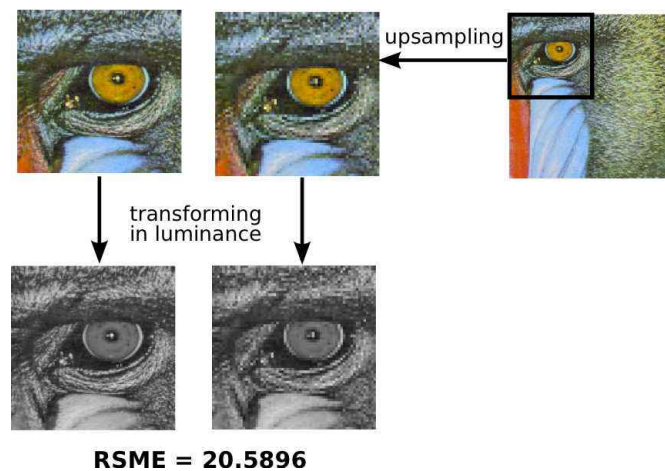 upsampling
transforming
in luminance
RSME = 20.5896